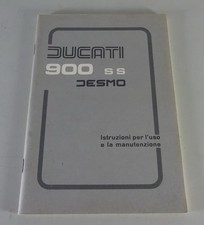 DUCATI
900 SS
DESMO
Istruzioni per l'uso
e la manutenzione